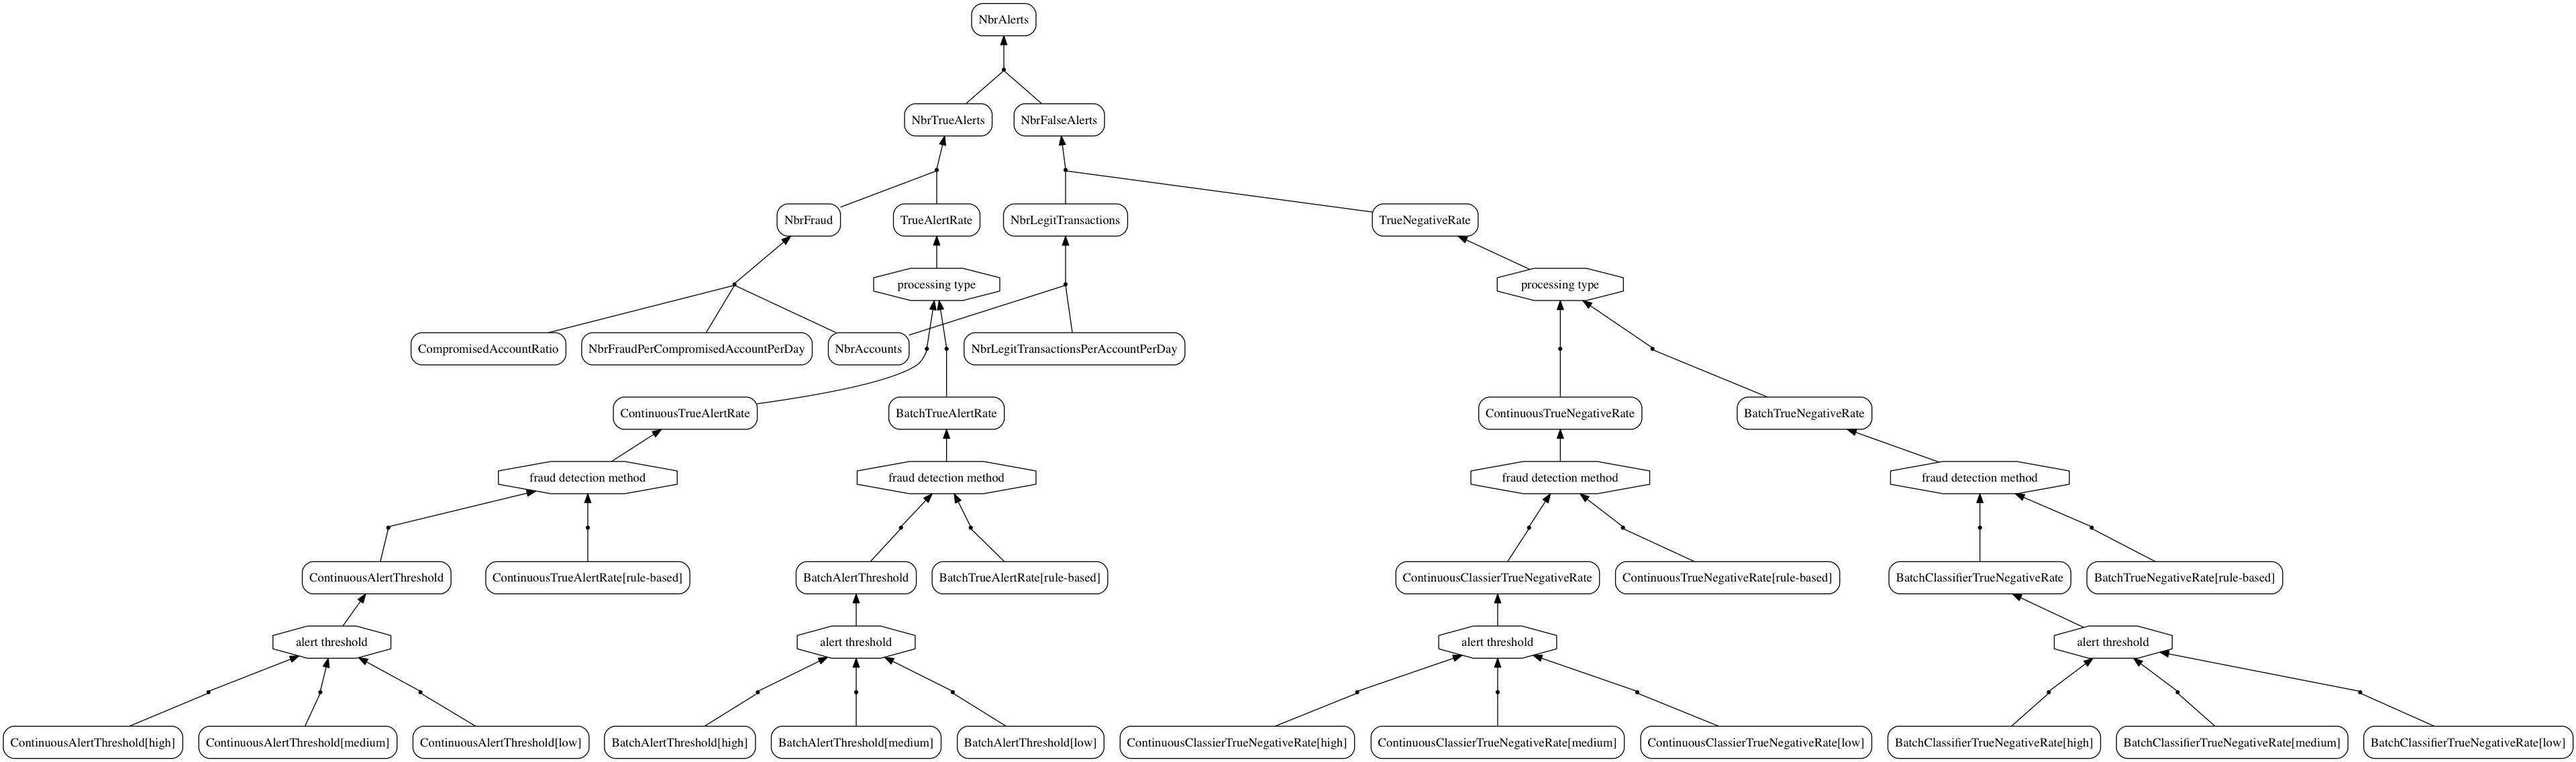 NbrAlerts
NbrTrueAlerts
NbrFalseAlerts
NbrFraud
TrueAlertRate
NbrLegitTransactions
TrueNegativeRate
processing type
processing type
CompromisedAccountRatio
NbrFraudPerCompromisedAccountPerDay
NbrAccounts
NbrLegitTransactionsPerAccountPerDay
ContinuousTrueAlertRate
BatchTrueAlertRate
ContinuousTrueNegativeRate
BatchTrueNegativeRate
fraud detection method
fraud detection method
fraud detection method
fraud detection method
ContinuousAlertThreshold
ContinuousTrueAlertRate[rule-based]
BatchAlertThreshold
BatchTrueAlertRate[rule-based]
ContinuousClassierTrueNegativeRate
ContinuousTrueNegativeRate[rule-based]
BatchClassifierTrueNegativeRate
BatchTrueNegativeRate[rule-based]
alert threshold
alert threshold
alert threshold
alert threshold
ContinuousAlertThreshold[high]
ContinuousAlertThreshold[medium]
ContinuousAlertThreshold[low]
BatchAlertThreshold[high]
BatchAlertThreshold[medium]
BatchAlertThreshold[low]
ContinuousClassierTrueNegativeRate[high]
ContinuousClassierTrueNegativeRate[medium]
ContinuousClassierTrueNegativeRate[low]
BatchClassifierTrueNegativeRate[high]
BatchClassifierTrueNegativeRate[medium]
BatchClassifierTrueNegativeRate[low]